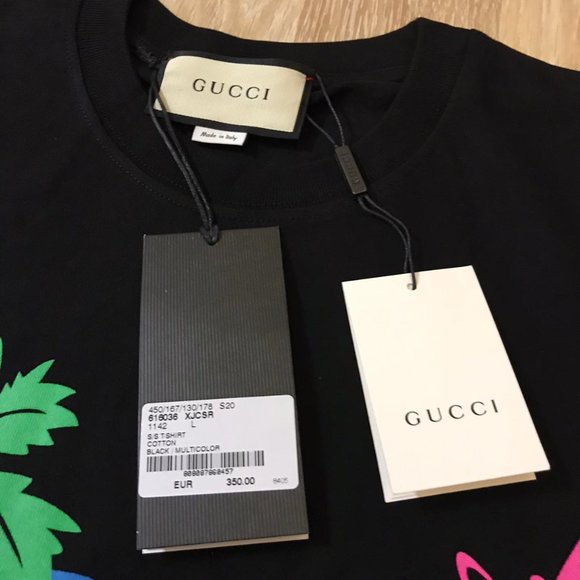 GUCCI
Made in Italy
450/167/130/178 S20
616036 XJCSR
1142 L
S/S T-SHIRT
COTTON
BLACK / MULTICOLOR
EUR 350.00 8405
GUCCI